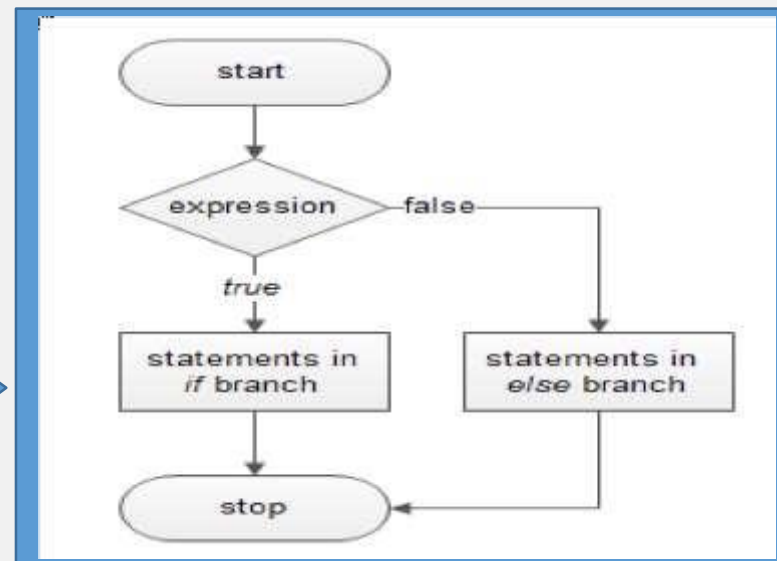 start
expression
false
true
statements in
if branch
statements in
else branch
stop